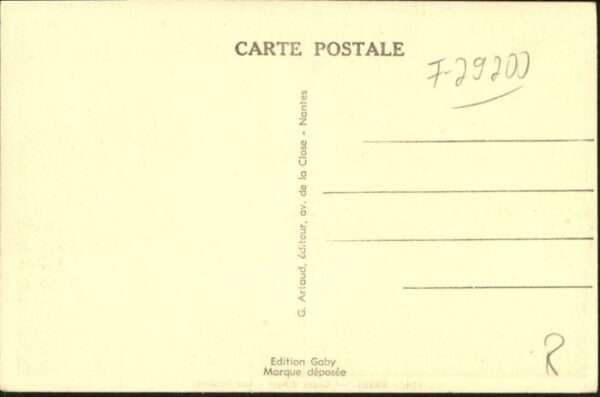 CARTE POSTALE
F-29200
G. Artaud, éditeur, av. de la Close - Nantes
Edition Gaby
Marque déposée
R